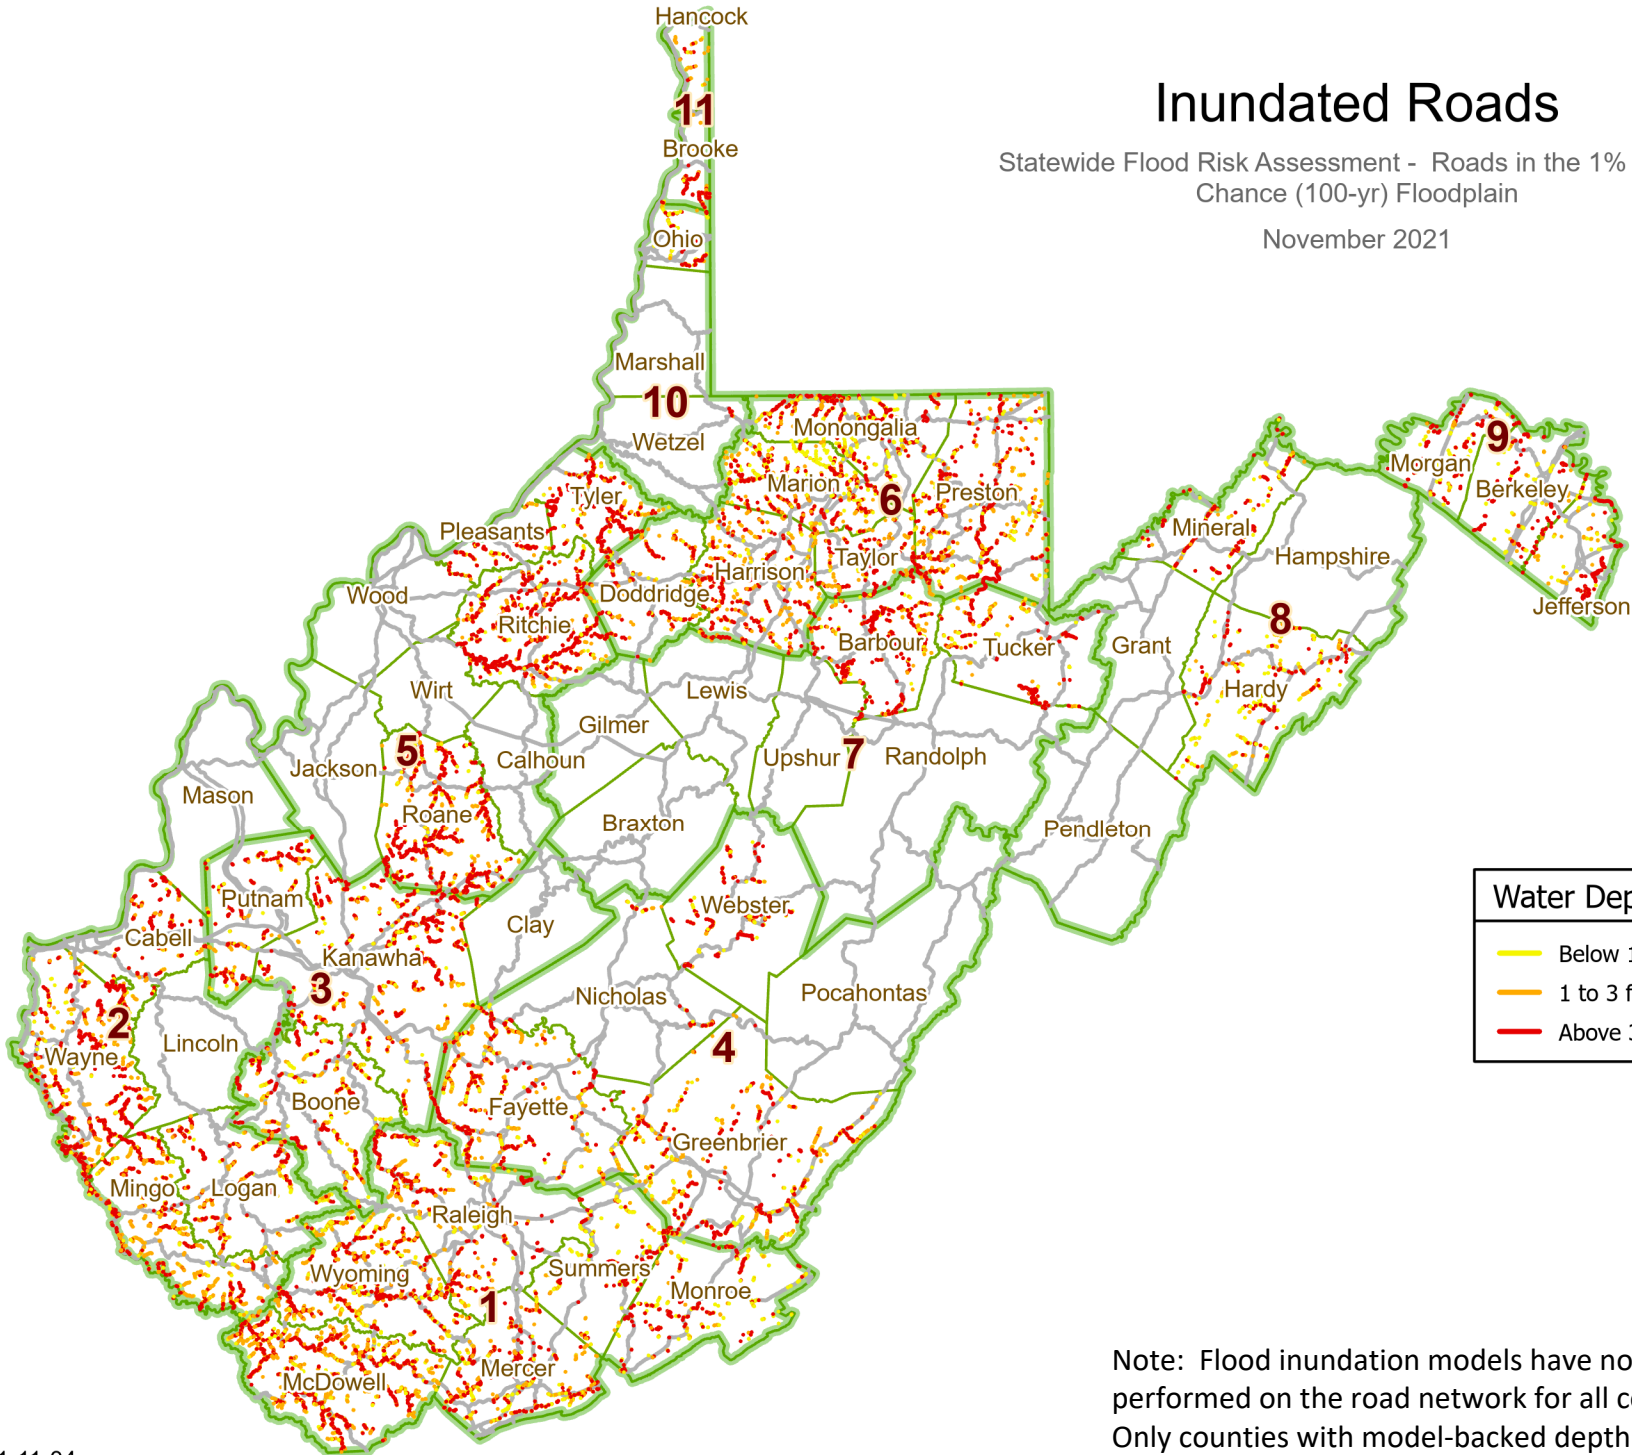 Hancock
11
Brooke
Ohio
Inundated Roads
Statewide Flood Risk Assessment - Roads in the 1%
Chance (100-yr) Floodplain
November 2021
Marshall
10
Wetzel
Monongalia
9
Morgan
Berkeley
Marion
6
Preston
Tyler
Pleasants
Mineral
Hampshire
Taylor
Harrison
Wood
Doddridge
Jefferson
Ritchie
8
Barbour
Tucker
Grant
Wirt
Lewis
Hardy
Gilmer
5
7
Jackson
Calhoun
Upshur
Randolph
Mason
Roane
Braxton
Pendleton
Putnam
Webster
Clay
Cabell
Kanawha
3
Nicholas
Pocahontas
2
Wayne
Lincoln
4
Boone
Fayette
Greenbrier
Mingo
Logan
Raleigh
Wyoming
Summers
Monroe
1
Mercer
McDowell
Water Dep
Below 1
1 to 3 f
Above 3
Note: Flood inundation models have no
performed on the road network for all c
Only counties with model-backed depth